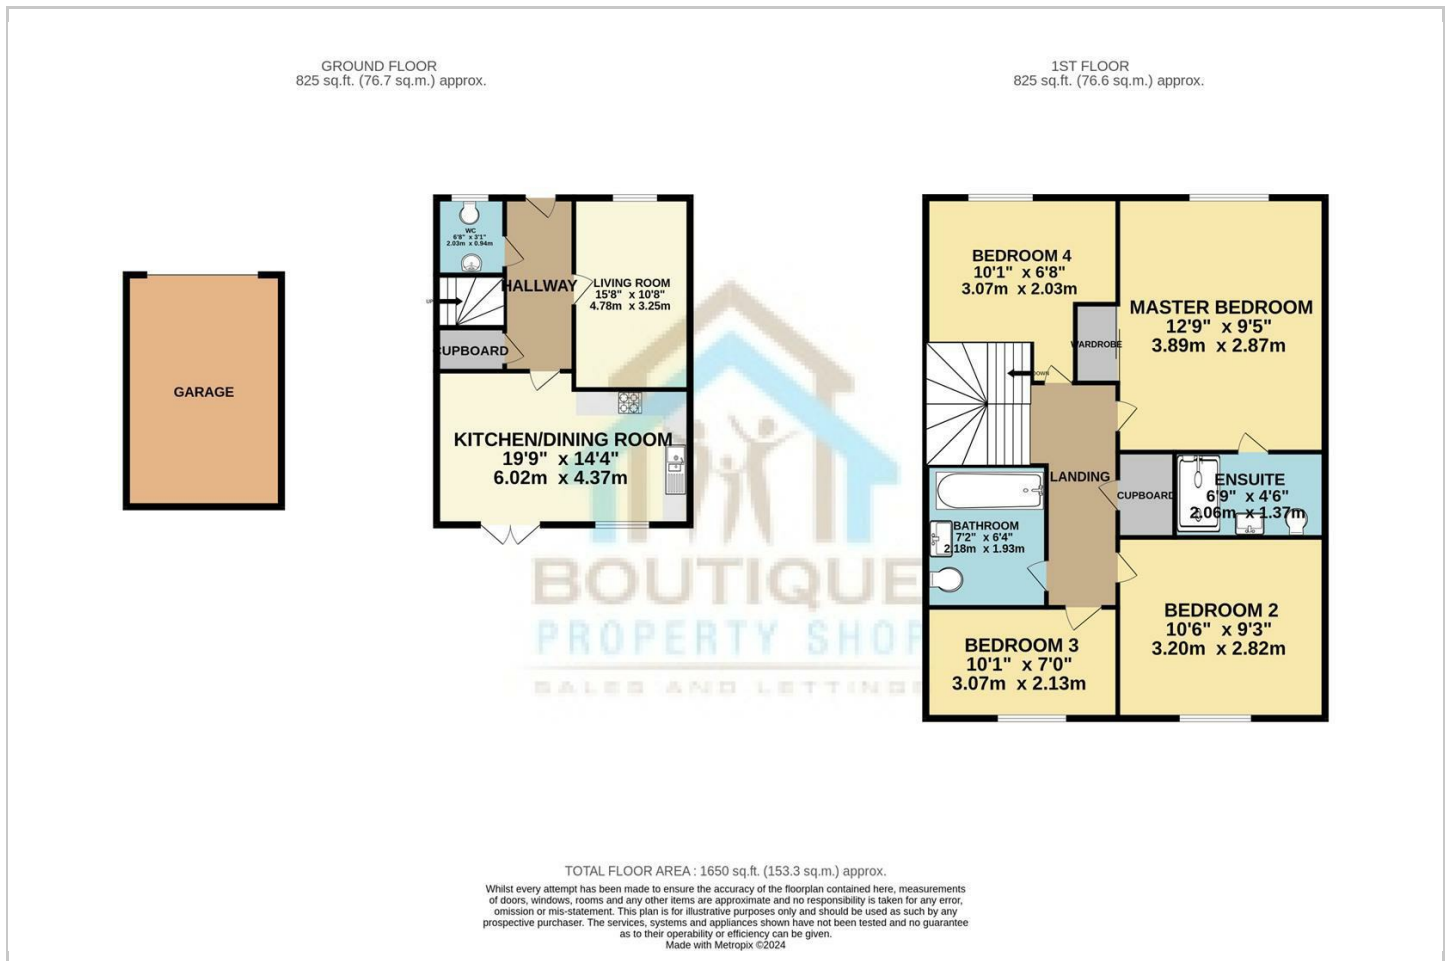 GROUND FLOOR
825 sq.ft. (76.7 sq.m.) approx.
1ST FLOOR
825 sq.ft. (76.6 sq.m.) approx.
GARAGE
WC
6'8" x 3'1"
2.03m x 0.94m
UP
HALLWAY
CUPBOARD
LIVING ROOM
15'8" x 10'8"
4.78m x 3.25m
KITCHEN/DINING ROOM
19'9" x 14'4"
6.02m x 4.37m
BEDROOM 4
10'1" x 6'8"
3.07m x 2.03m
MASTER BEDROOM
12'9" x 9'5"
3.89m x 2.87m
WARDROBE
DOWN
LANDING
CUPBOARD
ENSUITE
6'9" x 4'6"
2.06m x 1.37m
BATHROOM
7'2" x 6'4"
2.18m x 1.93m
BEDROOM 3
10'1" x 7'0"
3.07m x 2.13m
BEDROOM 2
10'6" x 9'3"
3.20m x 2.82m
BOUTIQUE
PROPERTY SHOP
SALES AND LETTINGS
TOTAL FLOOR AREA : 1650 sq.ft. (153.3 sq.m.) approx.
Whilst every attempt has been made to ensure the accuracy of the floorplan contained here, measurements
of doors, windows, rooms and any other items are approximate and no responsibility is taken for any error,
omission or mis-statement. This plan is for illustrative purposes only and should be used as such by any
prospective purchaser. The services, systems and appliances shown have not been tested and no guarantee
as to their operability or efficiency can be given.
Made with Metropix ©2024